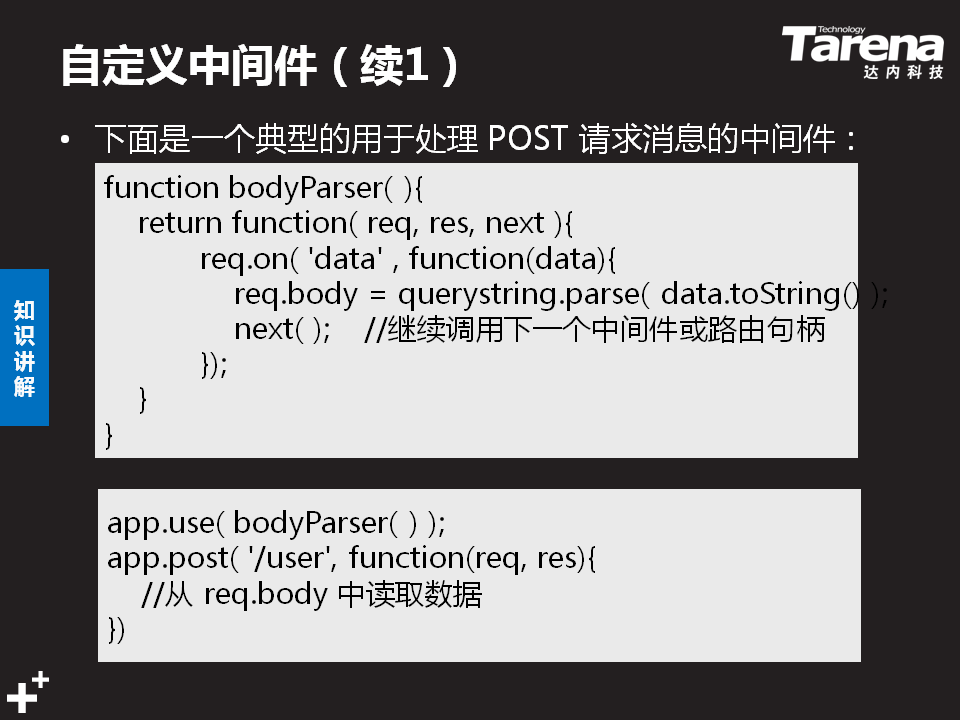 自定义中间件（续1）
Technology
Tarena
达内科技
• 下面是一个典型的用于处理 POST 请求消息的中间件：
function bodyParser( ){
return function( req, res, next ){
req.on( 'data' , function(data){
req.body = querystring.parse( data.toString() );
next( ); //继续调用下一个中间件或路由句柄
});
}
}
知识讲解
app.use( bodyParser( ) );
app.post( '/user', function(req, res){
//从 req.body 中读取数据
})